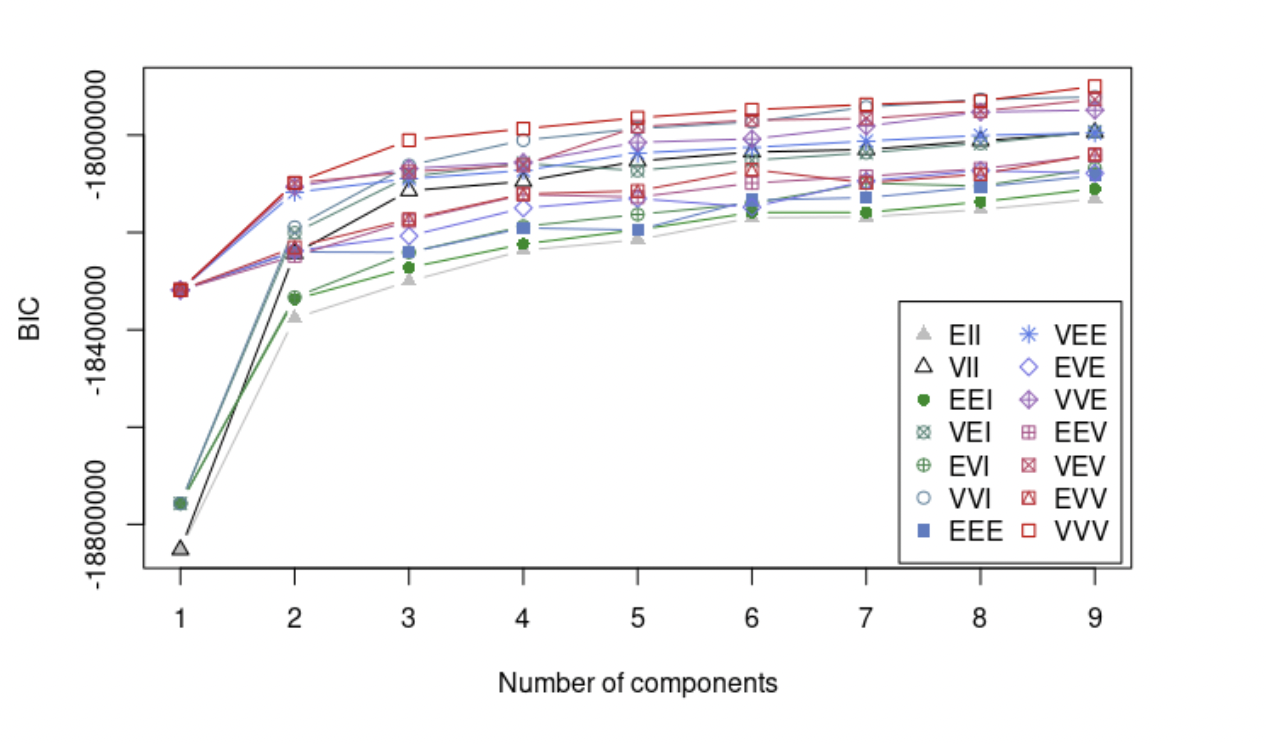 BIC
-18000000
-18400000
-18800000
1 2 3 4 5 6 7 8 9
Number of components
EII VEE
VII EVE
EEI VVE
VEI EEV
EVI VEV
VVI EVV
EEE VVV